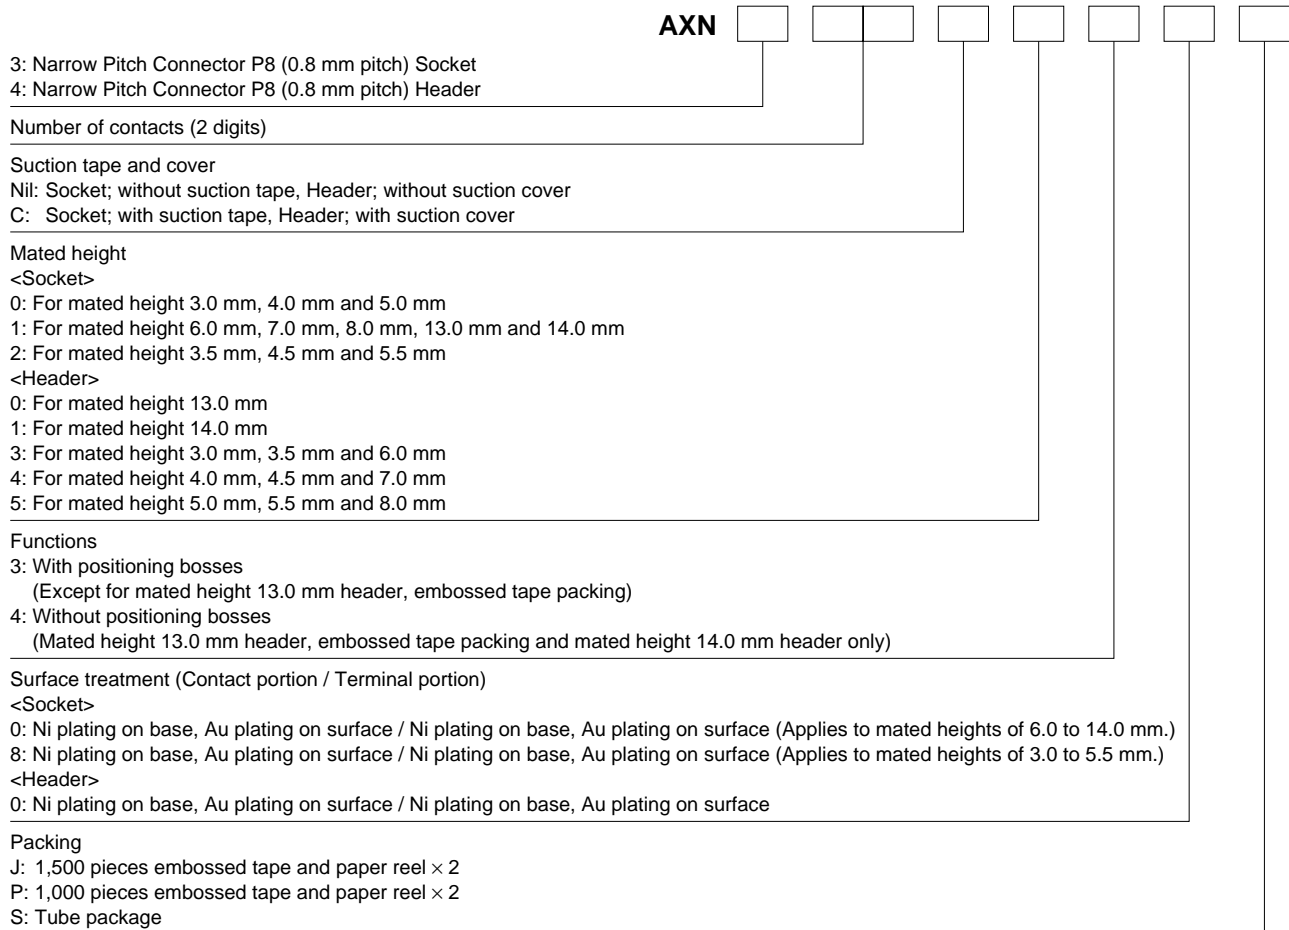 AXN
3: Narrow Pitch Connector P8 (0.8 mm pitch) Socket
4: Narrow Pitch Connector P8 (0.8 mm pitch) Header
Number of contacts (2 digits)
Suction tape and cover
Nil: Socket; without suction tape, Header; without suction cover
C: Socket; with suction tape, Header; with suction cover
Mated height
<Socket>
0: For mated height 3.0 mm, 4.0 mm and 5.0 mm
1: For mated height 6.0 mm, 7.0 mm, 8.0 mm, 13.0 mm and 14.0 mm
2: For mated height 3.5 mm, 4.5 mm and 5.5 mm
<Header>
0: For mated height 13.0 mm
1: For mated height 14.0 mm
3: For mated height 3.0 mm, 3.5 mm and 6.0 mm
4: For mated height 4.0 mm, 4.5 mm and 7.0 mm
5: For mated height 5.0 mm, 5.5 mm and 8.0 mm
Functions
3: With positioning bosses
(Except for mated height 13.0 mm header, embossed tape packing)
4: Without positioning bosses
(Mated height 13.0 mm header, embossed tape packing and mated height 14.0 mm header only)
Surface treatment (Contact portion / Terminal portion)
<Socket>
0: Ni plating on base, Au plating on surface / Ni plating on base, Au plating on surface (Applies to mated heights of 6.0 to 14.0 mm.)
8: Ni plating on base, Au plating on surface / Ni plating on base, Au plating on surface (Applies to mated heights of 3.0 to 5.5 mm.)
<Header>
0: Ni plating on base, Au plating on surface / Ni plating on base, Au plating on surface
Packing
J: 1,500 pieces embossed tape and paper reel × 2
P: 1,000 pieces embossed tape and paper reel × 2
S: Tube package